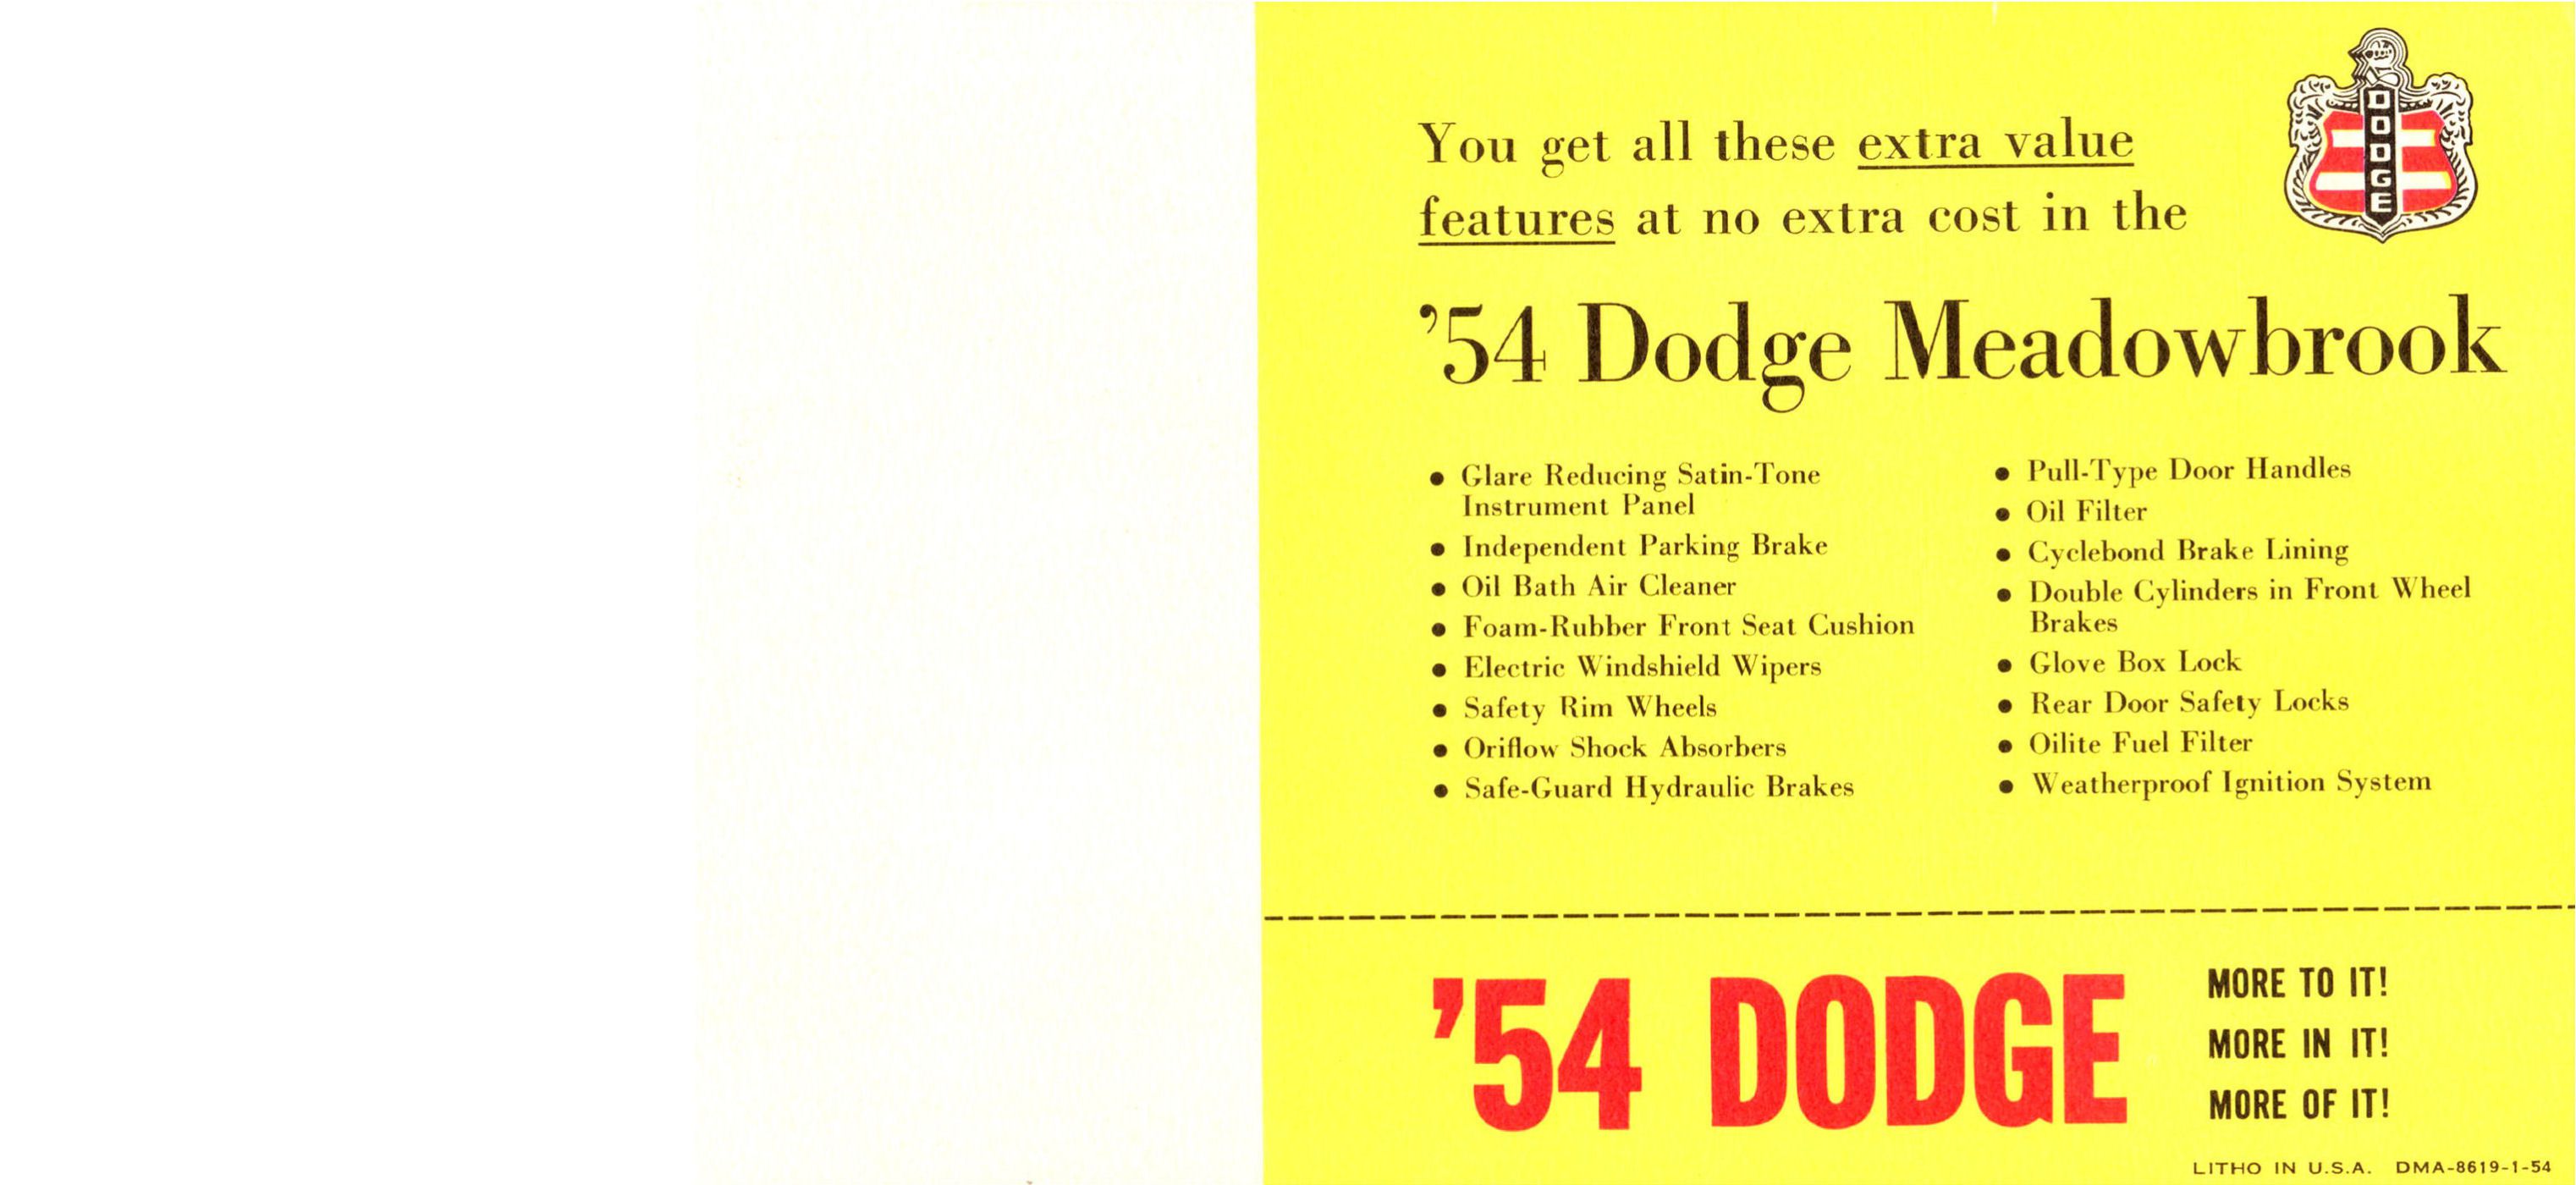 You get all these extra value
features at no extra cost in the
DODGE
’54 Dodge Meadowbrook
• Glare Reducing Satin-Tone
Instrument Panel
• Independent Parking Brake
• Oil Bath Air Cleaner
• Foam-Rubber Front Seat Cushion
• Electric Windshield Wipers
• Safety Rim Wheels
• Oriflow Shock Absorbers
• Safe-Guard Hydraulic Brakes
• Pull-Type Door Handles
• Oil Filter
• Cyclebond Brake Lining
• Double Cylinders in Front Wheel
Brakes
• Glove Box Lock
• Rear Door Safety Locks
• Oilite Fuel Filter
• Weatherproof Ignition System
’54 DODGE
MORE TO IT!
MORE IN IT!
MORE OF IT!
LITHO IN U.S.A. DMA-8619-1-54